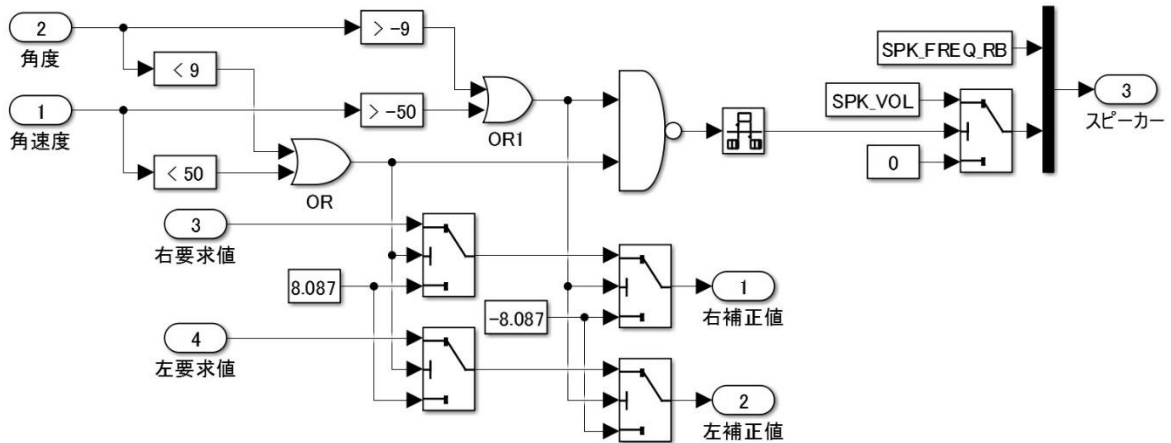 2
角度
> -9
< 9
1
角速度
> -50
< 50
OR1
OR
SPK_FREQ_RB
SPK_VOL
0
3
スピーカー
3
右要求値
8.087
-8.087
1
右補正値
4
左要求値
2
左補正値